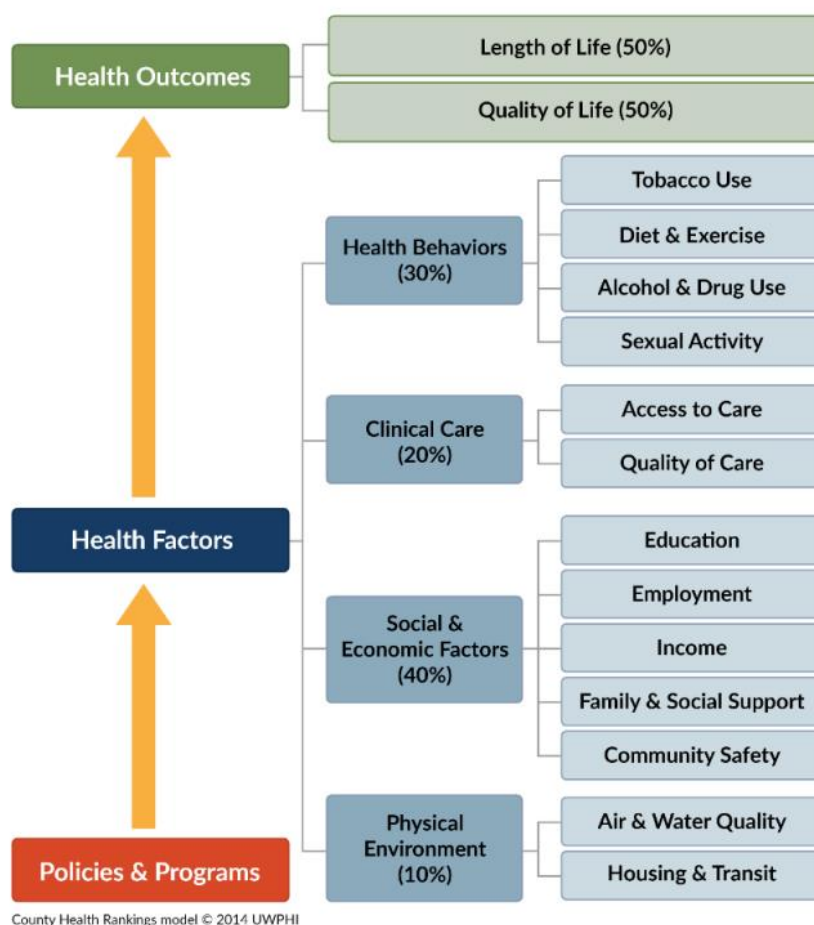 Health Outcomes
Length of Life (50%)
Quality of Life (50%)
Health Behaviors
(30%)
Tobacco Use
Diet & Exercise
Alcohol & Drug Use
Sexual Activity
Clinical Care
(20%)
Access to Care
Quality of Care
Health Factors
Social &
Economic Factors
(40%)
Education
Employment
Income
Family & Social Support
Community Safety
Physical
Environment
(10%)
Air & Water Quality
Housing & Transit
Policies & Programs
County Health Rankings model © 2014 UWPHI